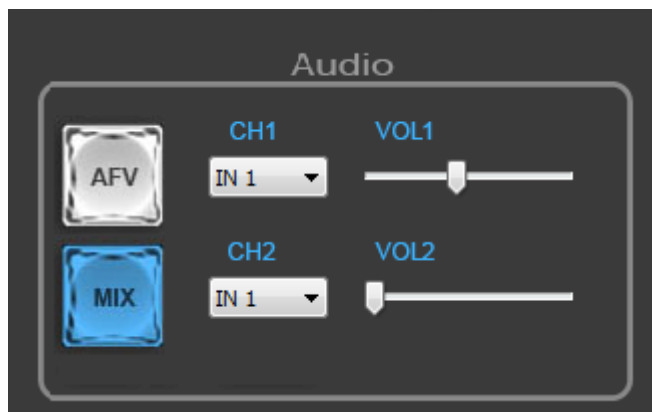 Audio
CH1 VOL1
AFV IN 1
CH2 VOL2
MIX IN 1